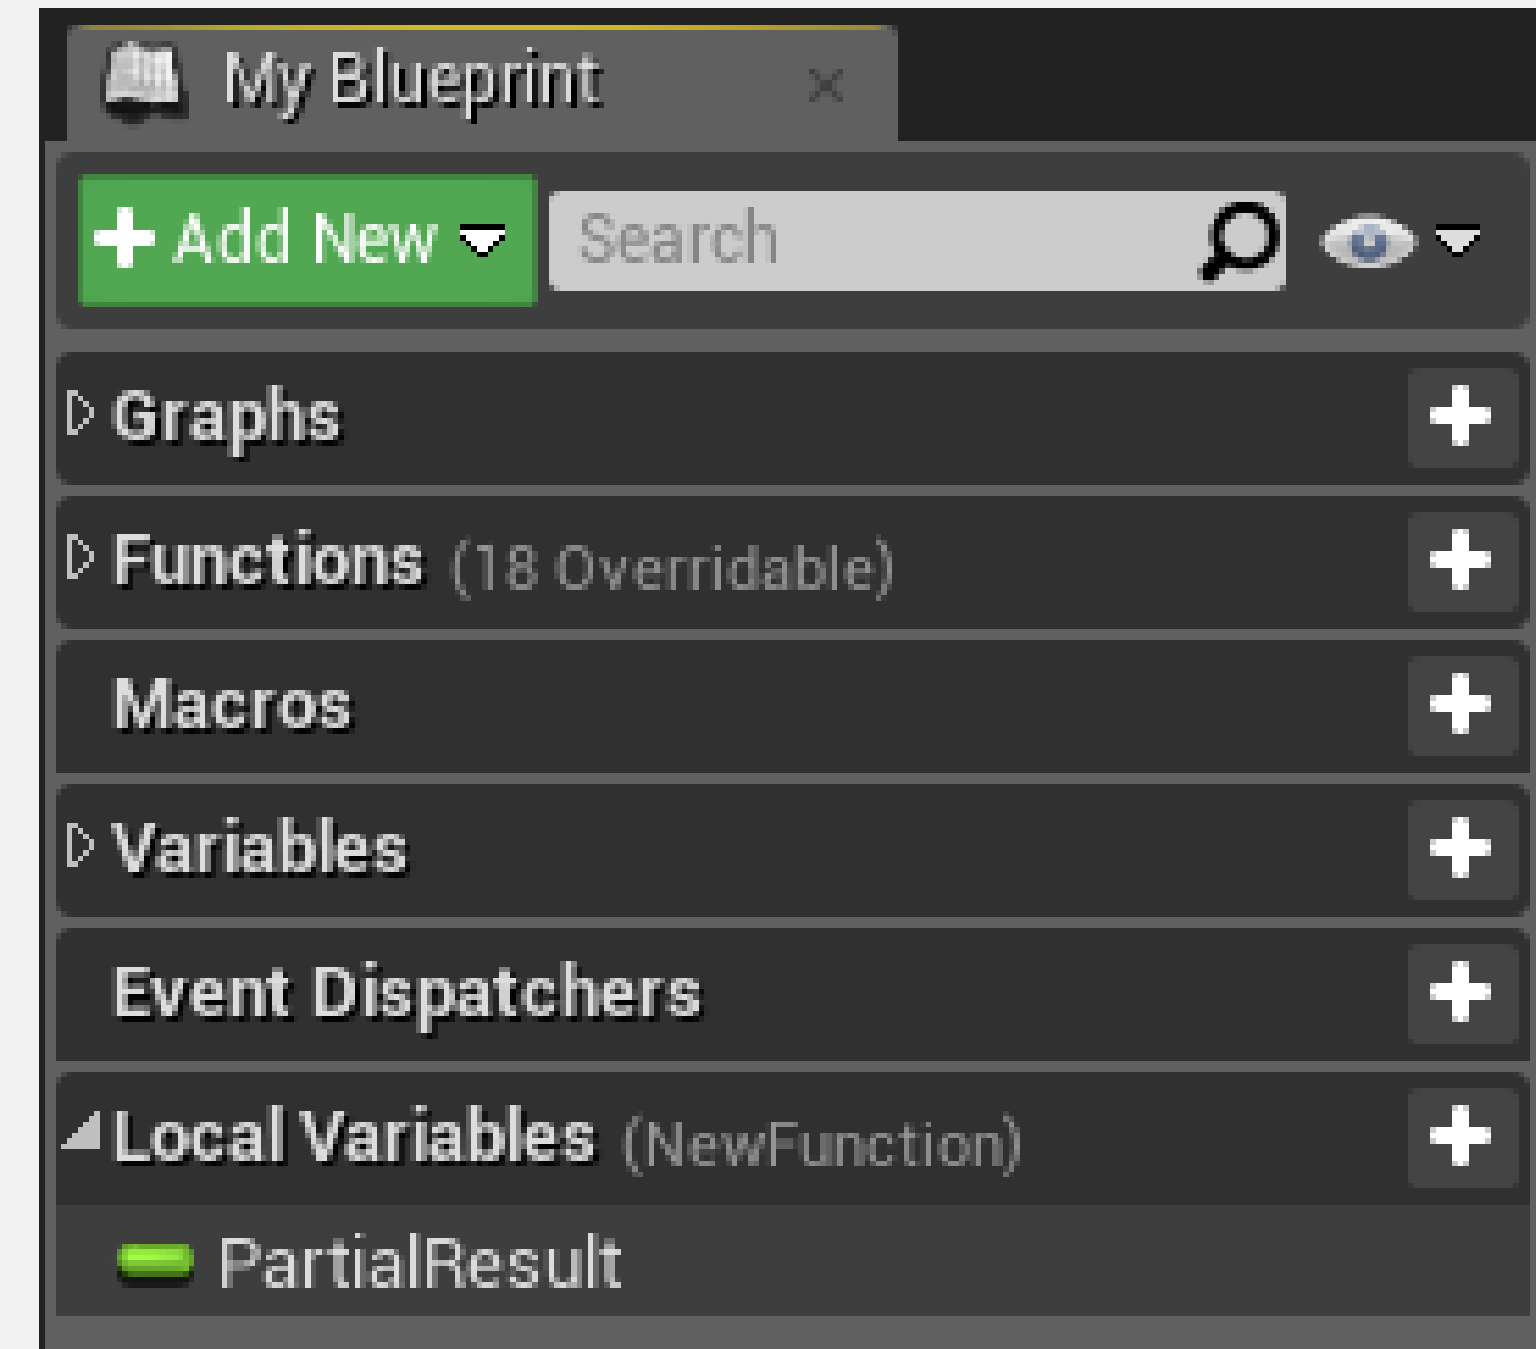 My Blueprint
Add New
Search
Graphs
Functions (18 Overridable)
Macros
Variables
Event Dispatchers
Local Variables (NewFunction)
PartialResult